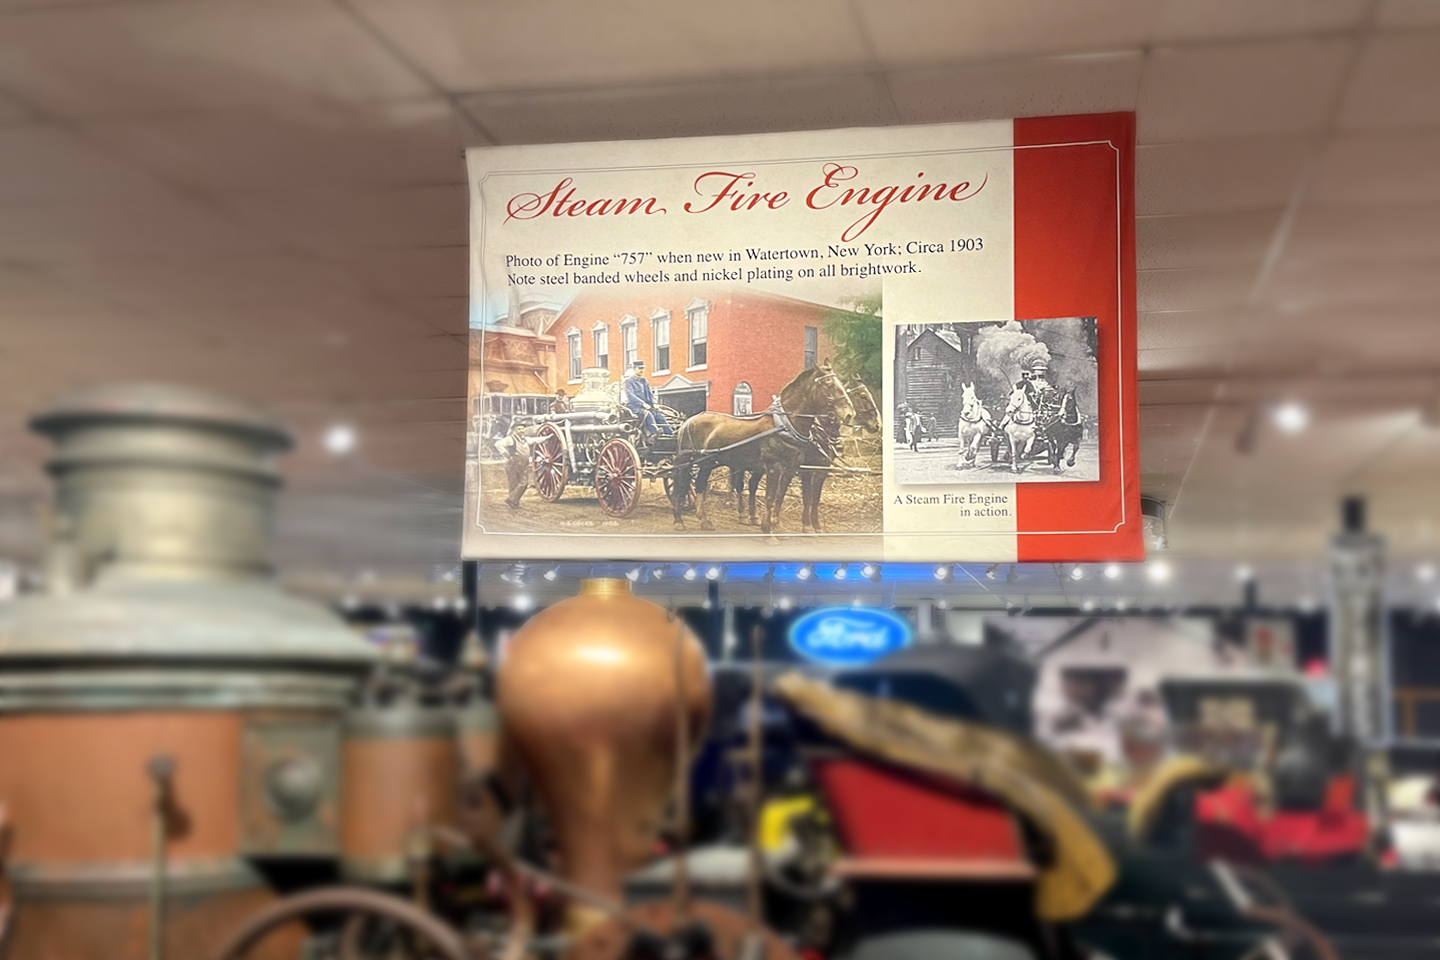 Steam Fire Engine
Photo of Engine “757” when new in Watertown, New York; Circa 1903
Note steel banded wheels and nickel plating on all brightwork.
A Steam Fire Engine
in action.
Ford